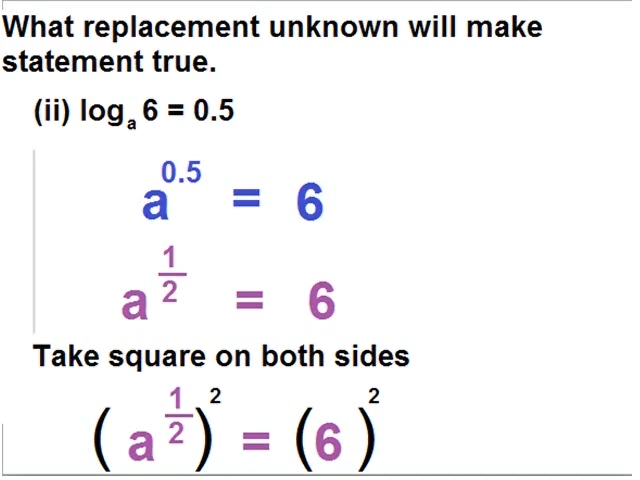 What replacement unknown will make
statement true.
(ii) logₐ 6 = 0.5
a^0.5 = 6
a^(1/2) = 6
Take square on both sides
(a^(1/2))^2 = (6)^2